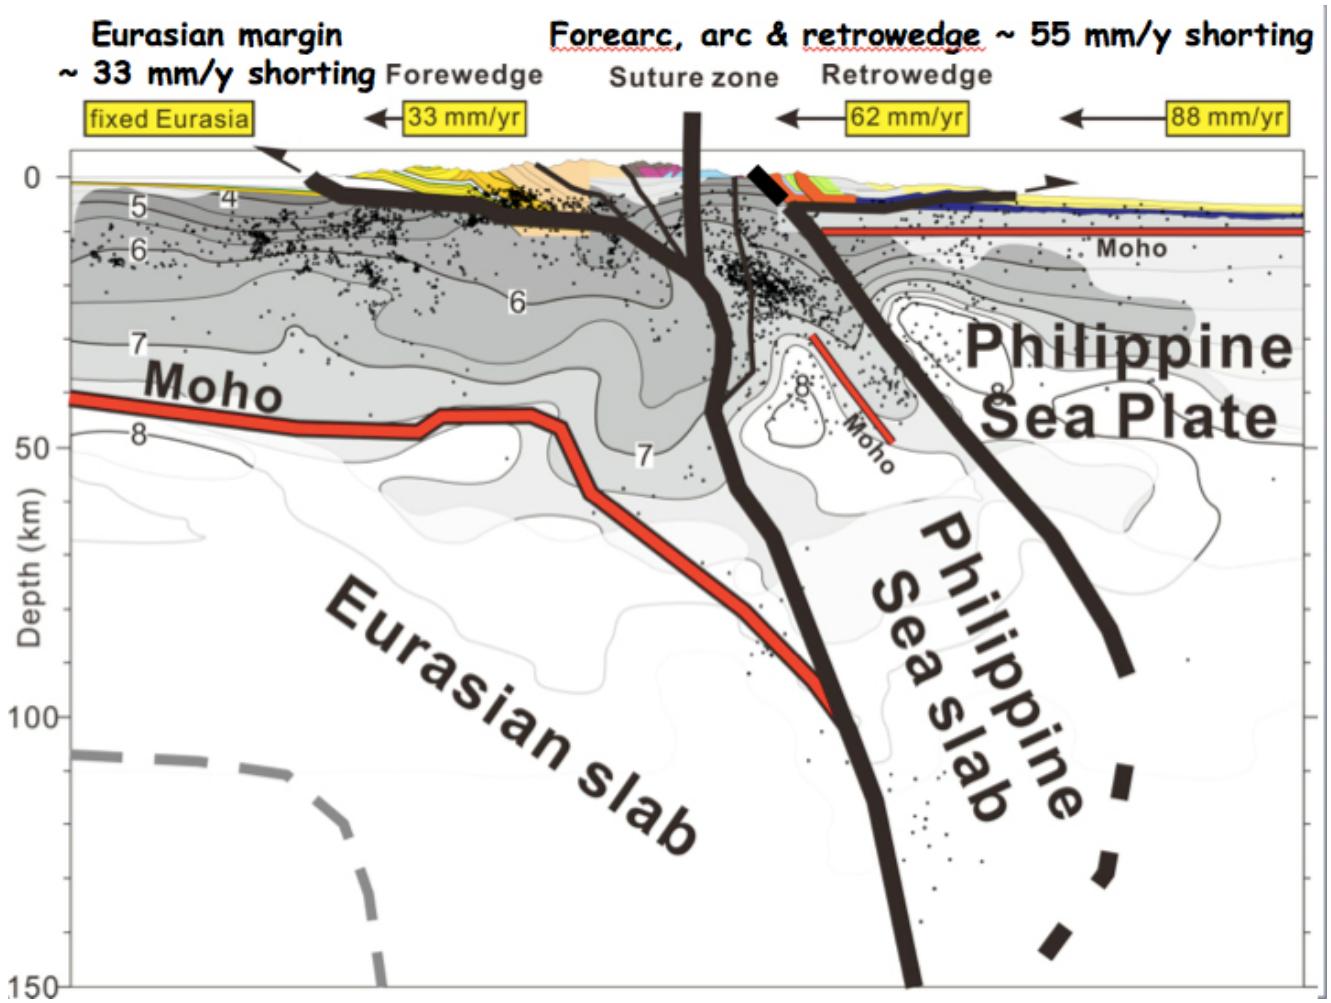 Eurasian margin
~ 33 mm/y shorting
Forearc, arc & retrowedge ~ 55 mm/y shorting
Forewedge
Suture zone
Retrowedge
fixed Eurasia
33 mm/yr
62 mm/yr
88 mm/yr
0
4
5
6
Moho
6
7
Philippine
Sea Plate
Moho
8
8
Moho
8
50
7
Depth (km)
Philippine
Sea slab
Eurasian slab
100
150